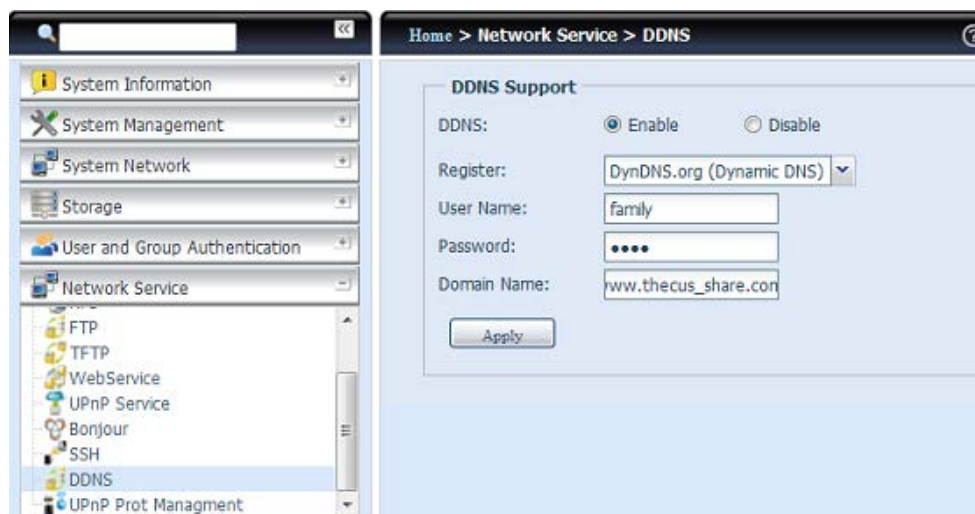 Home > Network Service > DDNS
System Information
System Management
System Network
Storage
User and Group Authentication
Network Service
FTP
TFTP
WebService
UPnP Service
Bonjour
SSH
DDNS
UPnP Prot Managment
DDNS Support
DDNS: Enable Disable
Register: DynDNS.org (Dynamic DNS)
User Name: family
Password: ••••
Domain Name: www.thecus_share.con
Apply